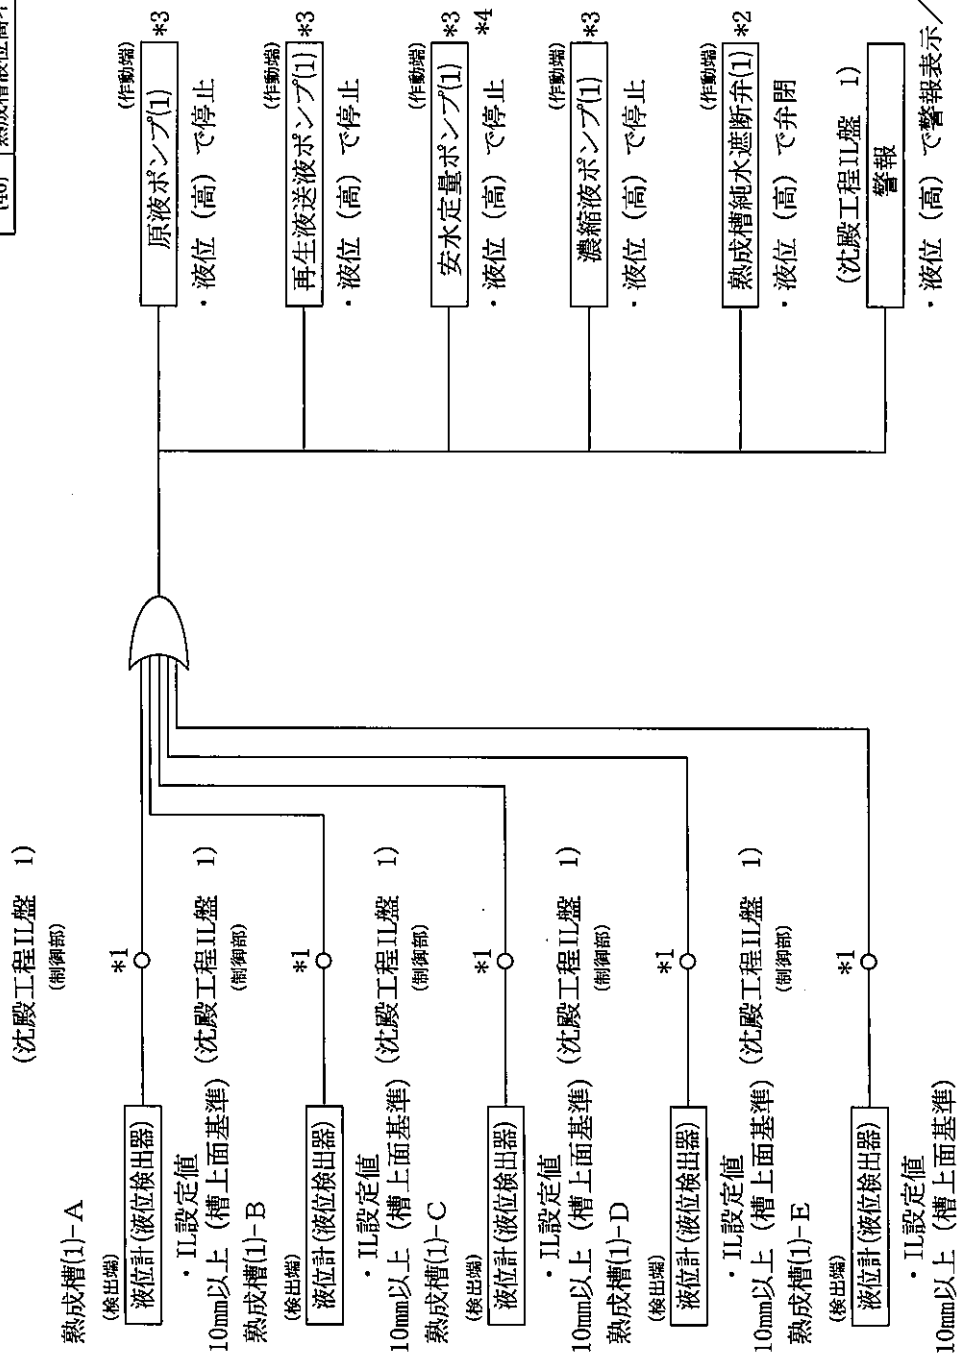 (46) 熟成槽液位高
熟成槽(1)-A
(検出端)
液位計(液位検出器)
・IL設定値
10mm以上(槽上面基準)
(沈殿工程IL盤 1)
(制御部)
*1
熟成槽(1)-B
(検出端)
液位計(液位検出器)
・IL設定値
10mm以上(槽上面基準)
(沈殿工程IL盤 1)
(制御部)
*1
熟成槽(1)-C
(検出端)
液位計(液位検出器)
・IL設定値
10mm以上(槽上面基準)
(沈殿工程IL盤 1)
(制御部)
*1
熟成槽(1)-D
(検出端)
液位計(液位検出器)
・IL設定値
10mm以上(槽上面基準)
(沈殿工程IL盤 1)
(制御部)
*1
熟成槽(1)-E
(検出端)
液位計(液位検出器)
・IL設定値
10mm以上(槽上面基準)
(沈殿工程IL盤 1)
(制御部)
*1
(作動端)
原液ポンプ(1) *3
・液位(高)で停止
(作動端)
再生液送液ポンプ(1) *3
・液位(高)で停止
(作動端)
安水定量ポンプ(1) *3
*4
・液位(高)で停止
(作動端)
濃縮液ポンプ(1) *3
・液位(高)で停止
(作動端)
熟成槽純水遮断弁(1) *2
・液位(高)で弁閉
(沈殿工程IL盤 1)
警報
・液位(高)で警報表示/